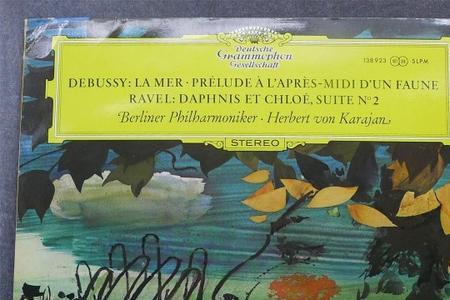 Deutsche
Grammophon
Gesellschaft
138 923 SLPM
DEBUSSY: LA MER · PRÉLUDE À L'APRÈS-MIDI D'UN FAUNE
RAVEL: DAPHNIS ET CHLOÉ, SUITE Nº 2
Berliner Philharmoniker · Herbert von Karajan
STEREO